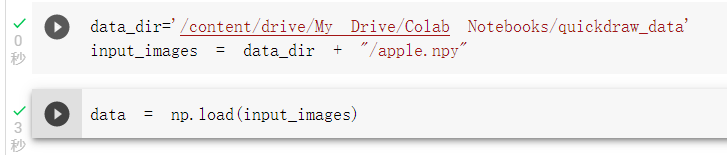 0
秒
data_dir='/content/drive/My Drive/Colab Notebooks/quickdraw_data'
input_images = data_dir + "/apple.npy"
3
秒
data = np.load(input_images)